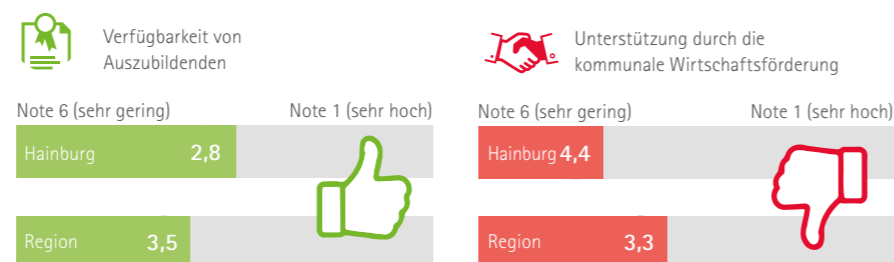 Verfügbarkeit von
Auszubildenden
Note 6 (sehr gering) Note 1 (sehr hoch)
Hainburg 2,8
Region 3,5
Unterstützung durch die
kommunale Wirtschaftsförderung
Note 6 (sehr gering) Note 1 (sehr hoch)
Hainburg 4,4
Region 3,3